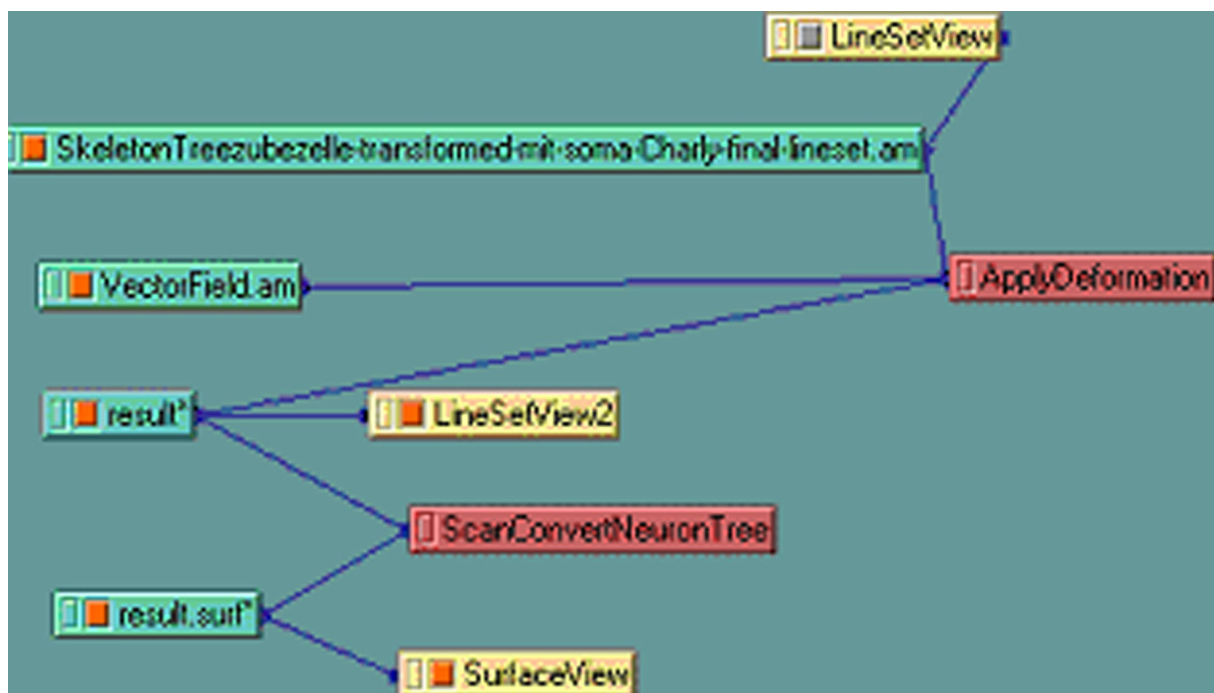 LineSetView
SkeletonTreezubezelle-transformed-mit-soma-Charly-final-lineset.am
VectorField.am
ApplyDeformation
result*
LineSetView2
ScanConvertNeuronTree
result.surf*
SurfaceView